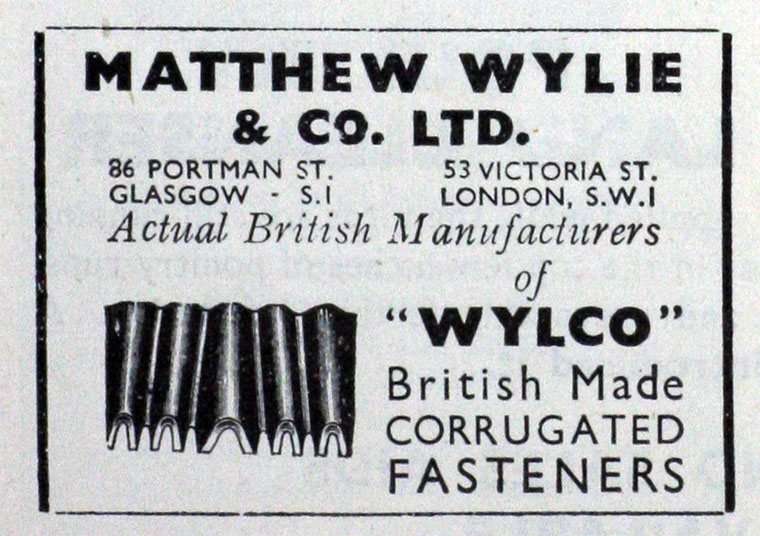 MATTHEW WYLIE
& CO. LTD.
86 PORTMAN ST. 53 VICTORIA ST.
GLASGOW - S.1 LONDON, S.W.1
Actual British Manufacturers
of
"WYLCO"
British Made
CORRUGATED
FASTENERS